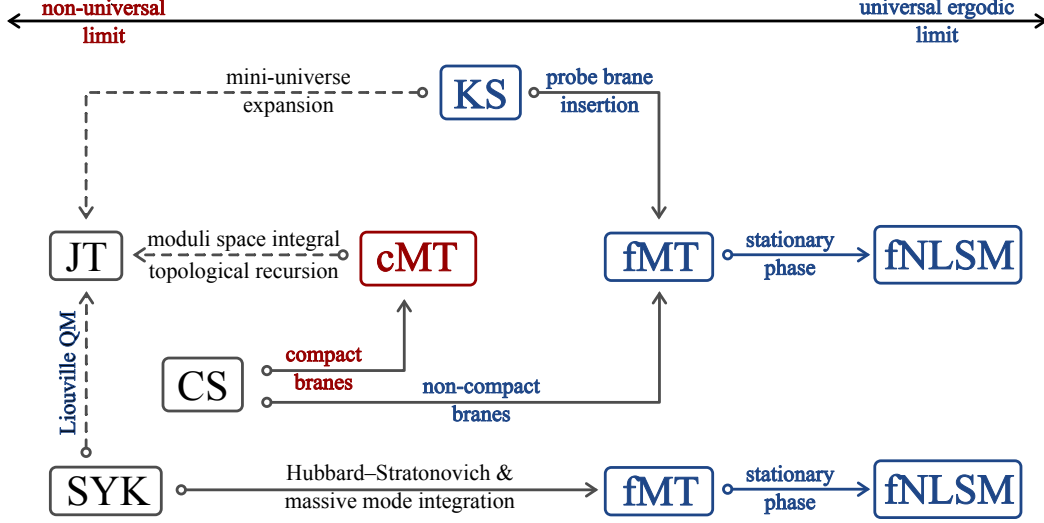 non-universal
limit
universal ergodic
limit
mini-universe
expansion
KS
probe brane
insertion
JT
moduli space integral
topological recursion
cMT
fMT
stationary
phase
fNLSM
Liouville QM
CS
compact
branes
non-compact
branes
SYK
Hubbard–Stratonovich &
massive mode integration
fMT
stationary
phase
fNLSM